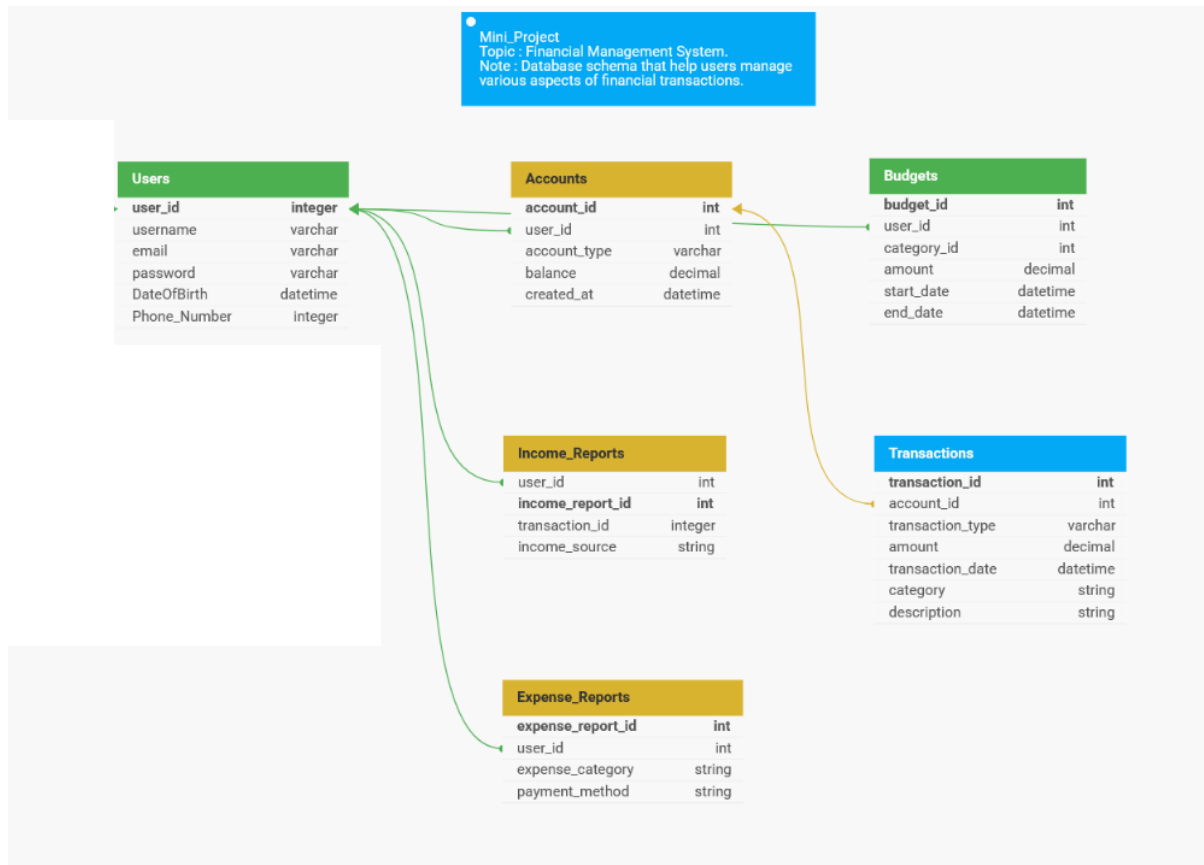 Mini_Project
Topic : Financial Management System.
Note : Database schema that help users manage
various aspects of financial transactions.
Users
user_id integer
username varchar
email varchar
password varchar
DateOfBirth datetime
Phone_Number integer
Accounts
account_id int
user_id int
account_type varchar
balance decimal
created_at datetime
Budgets
budget_id int
user_id int
category_id int
amount decimal
start_date datetime
end_date datetime
Income_Reports
user_id int
income_report_id int
transaction_id integer
income_source string
Transactions
transaction_id int
account_id int
transaction_type varchar
amount decimal
transaction_date datetime
category string
description string
Expense_Reports
expense_report_id int
user_id int
expense_category string
payment_method string